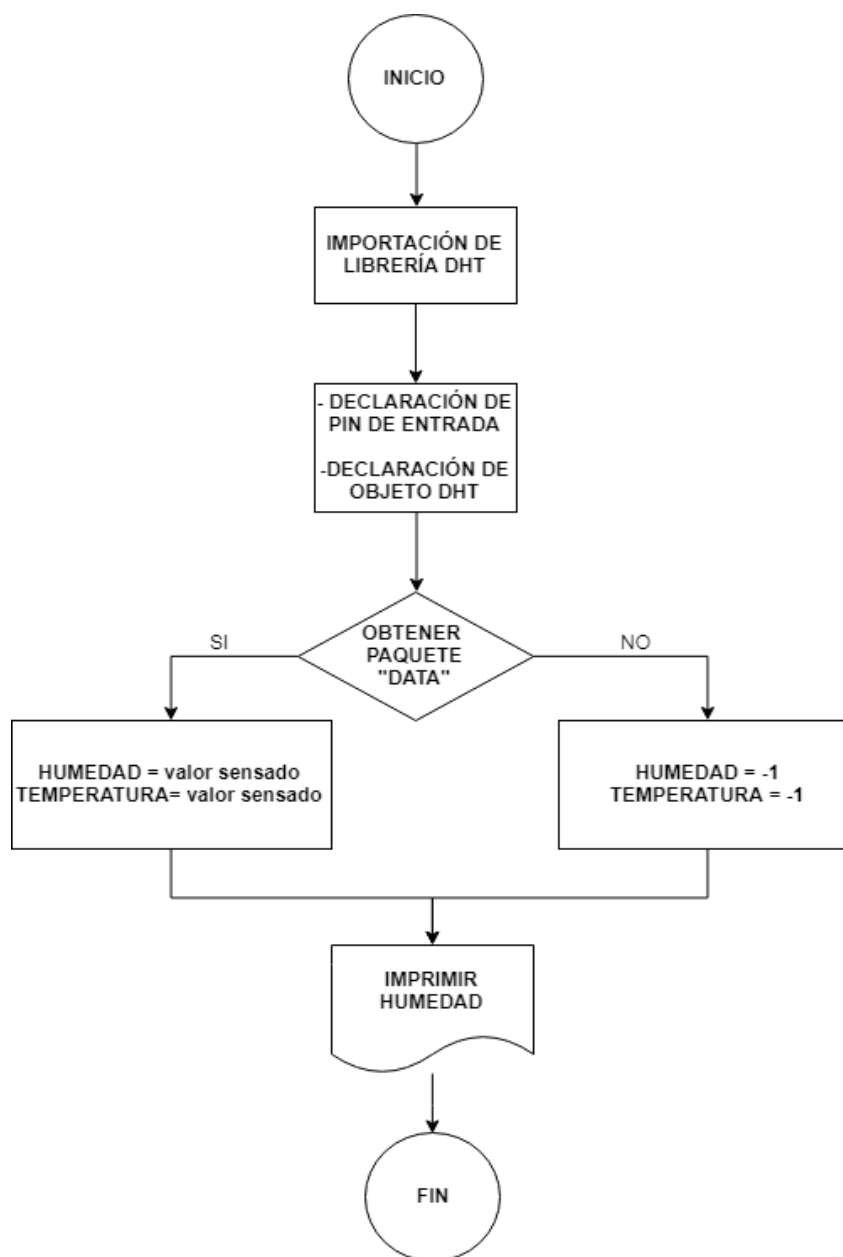 INICIO
IMPORTACIÓN DE
LIBRERÍA DHT
- DECLARACIÓN DE
PIN DE ENTRADA
-DECLARACIÓN DE
OBJETO DHT
OBTENER
PAQUETE
"DATA"
SI
NO
HUMEDAD = valor sensado
TEMPERATURA= valor sensado
HUMEDAD = -1
TEMPERATURA = -1
IMPRIMIR
HUMEDAD
FIN